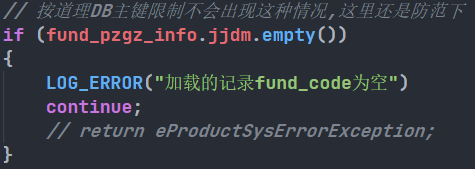 // 按道理DB主键限制不会出现这种情况,这里还是防范下
if (fund_pzgz_info.jjdm.empty())
{
    LOG_ERROR("加载的记录fund_code为空")
    continue;
    // return eProductSysErrorException;
}